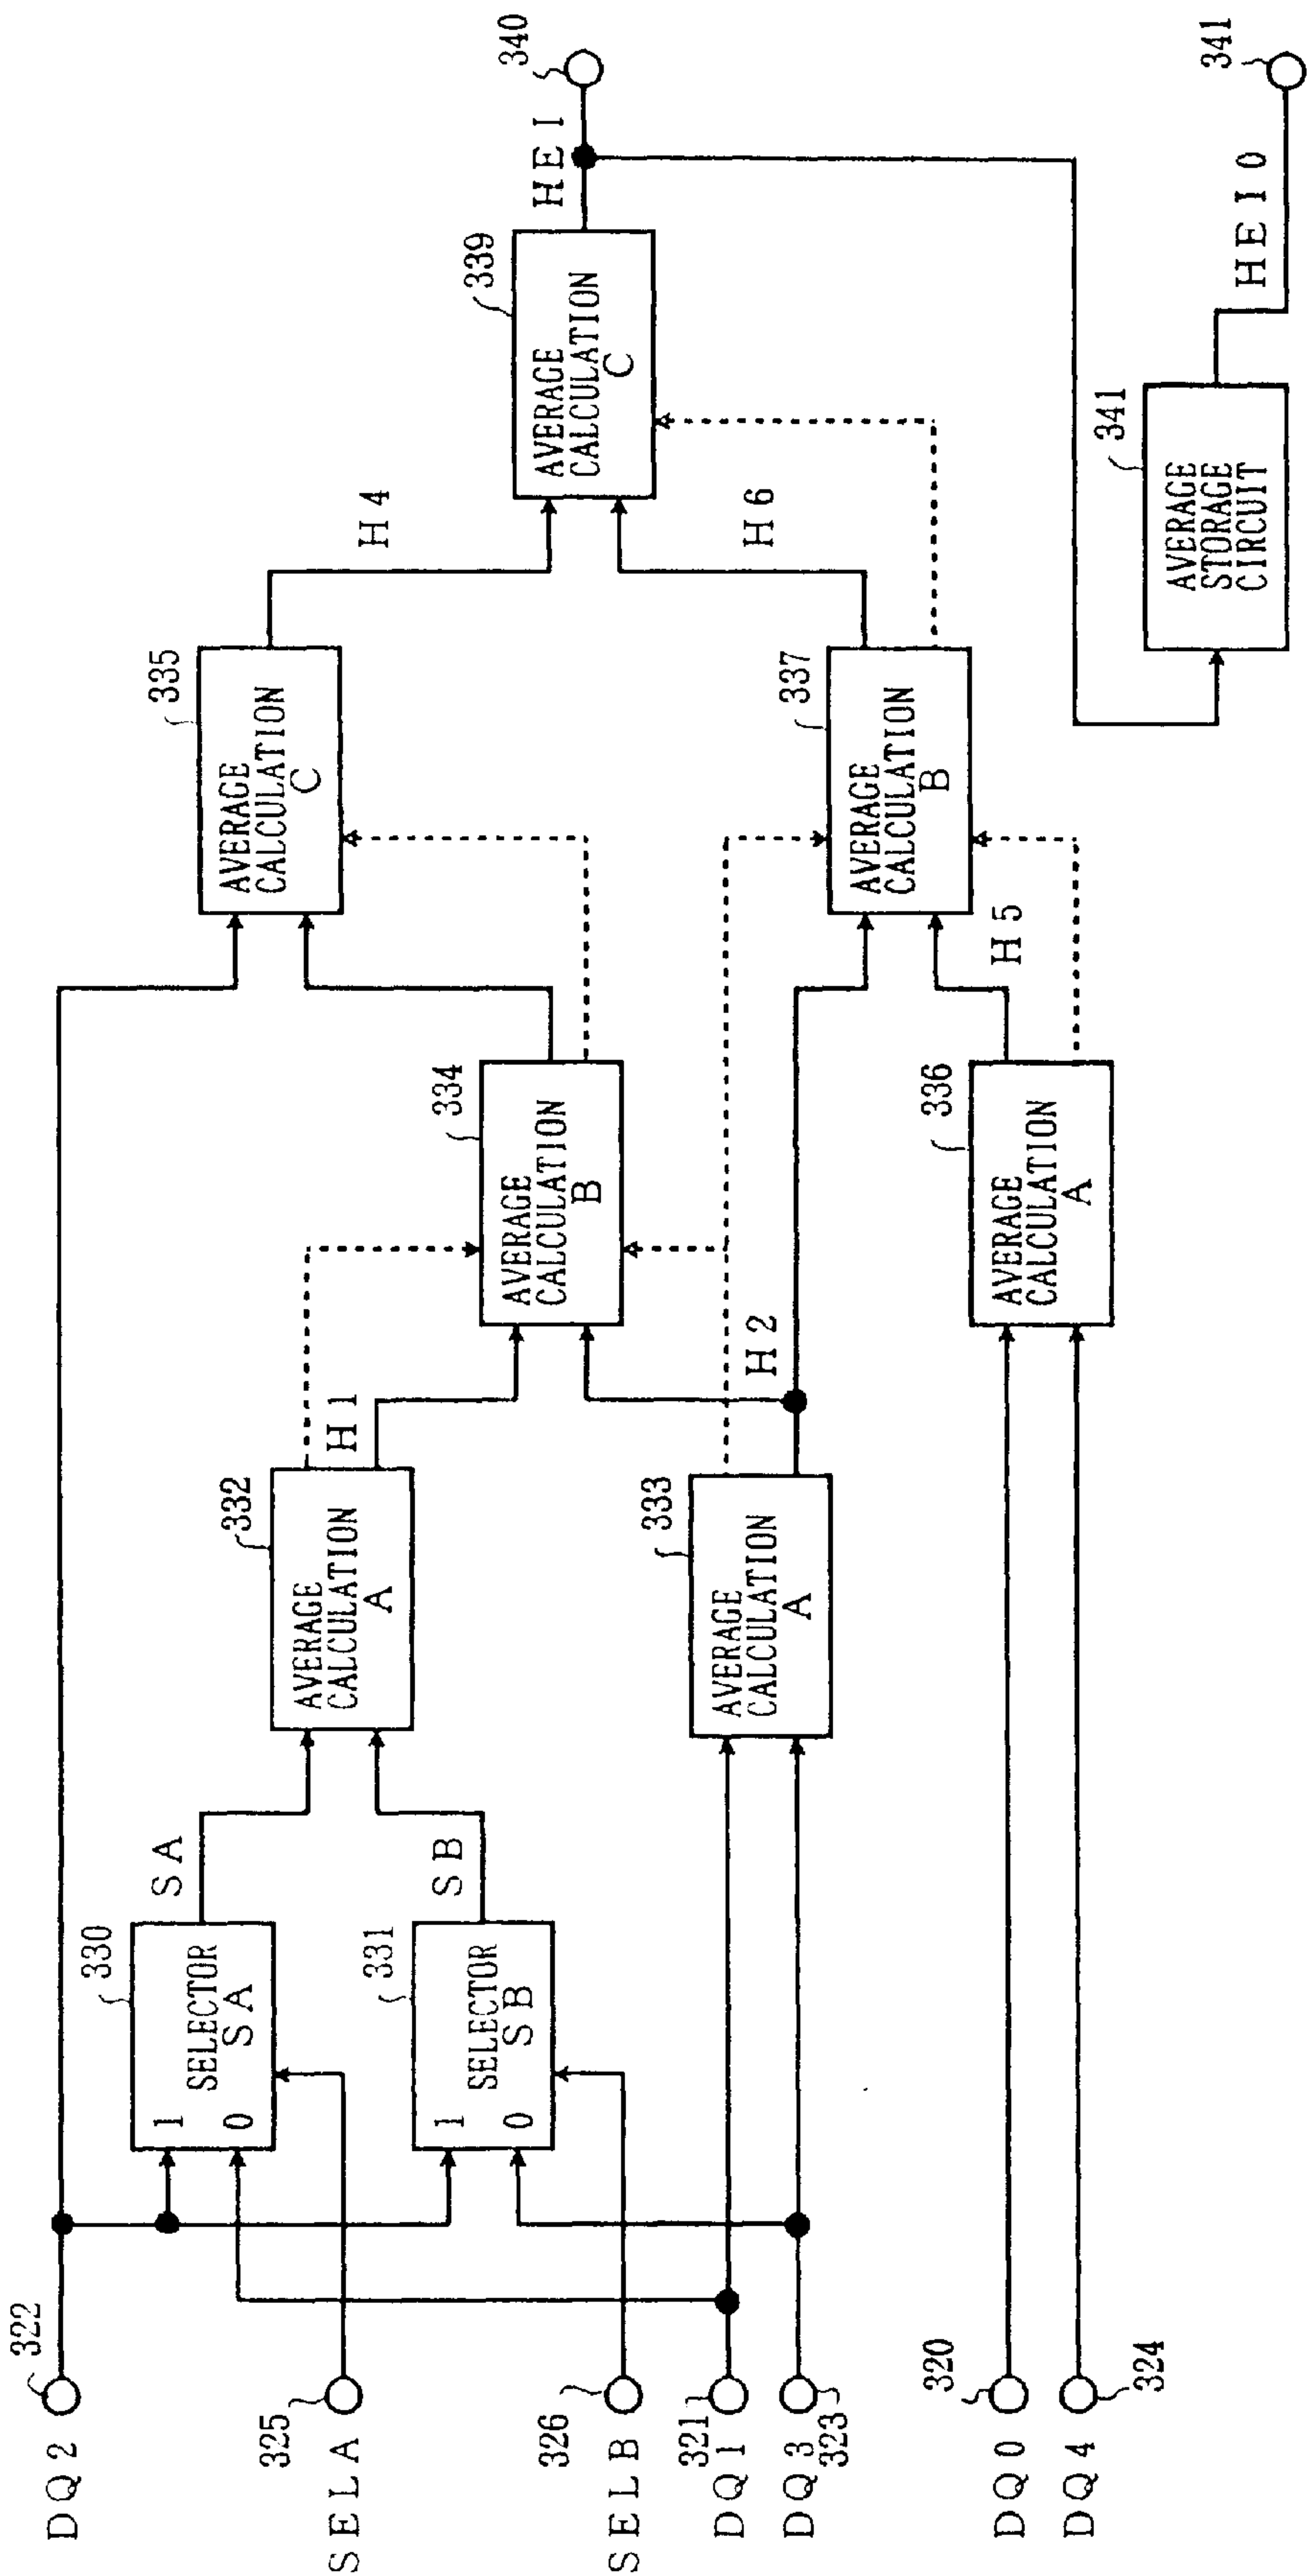 DQ2
322
SELA
325
SELB
326
DQ1
321
DQ3
323
DQ0
320
DQ4
324
330
SELECTOR
SA
1
0
SA
331
SELECTOR
SB
1
0
SB
332
AVERAGE
CALCULATION
A
H1
333
AVERAGE
CALCULATION
A
H2
334
AVERAGE
CALCULATION
B
336
AVERAGE
CALCULATION
A
H5
335
AVERAGE
CALCULATION
C
H4
337
AVERAGE
CALCULATION
B
H6
339
AVERAGE
CALCULATION
C
HEI
340
341
AVERAGE
STORAGE
CIRCUIT
HEI0
341